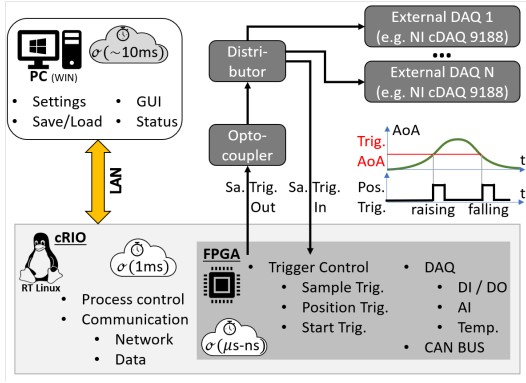 PC (WIN)
σ(~10ms)
• Settings
• Save/Load
• GUI
• Status
LAN
Distri-
butor
Opto-
coupler
External DAQ 1
(e.g. NI cDAQ 9188)
•••
External DAQ N
(e.g. NI cDAQ 9188)
Sa. Trig.
Out
Sa. Trig.
In
AoA
Trig.
AoA
t
Pos.
Trig.
t
raising
falling
cRIO
RT Linux
σ(1ms)
• Process control
• Communication
• Network
• Data
FPGA
σ(μs-ns)
• Trigger Control
• Sample Trig.
• Position Trig.
• Start Trig.
• DAQ
• DI / DO
• AI
• Temp.
• CAN BUS